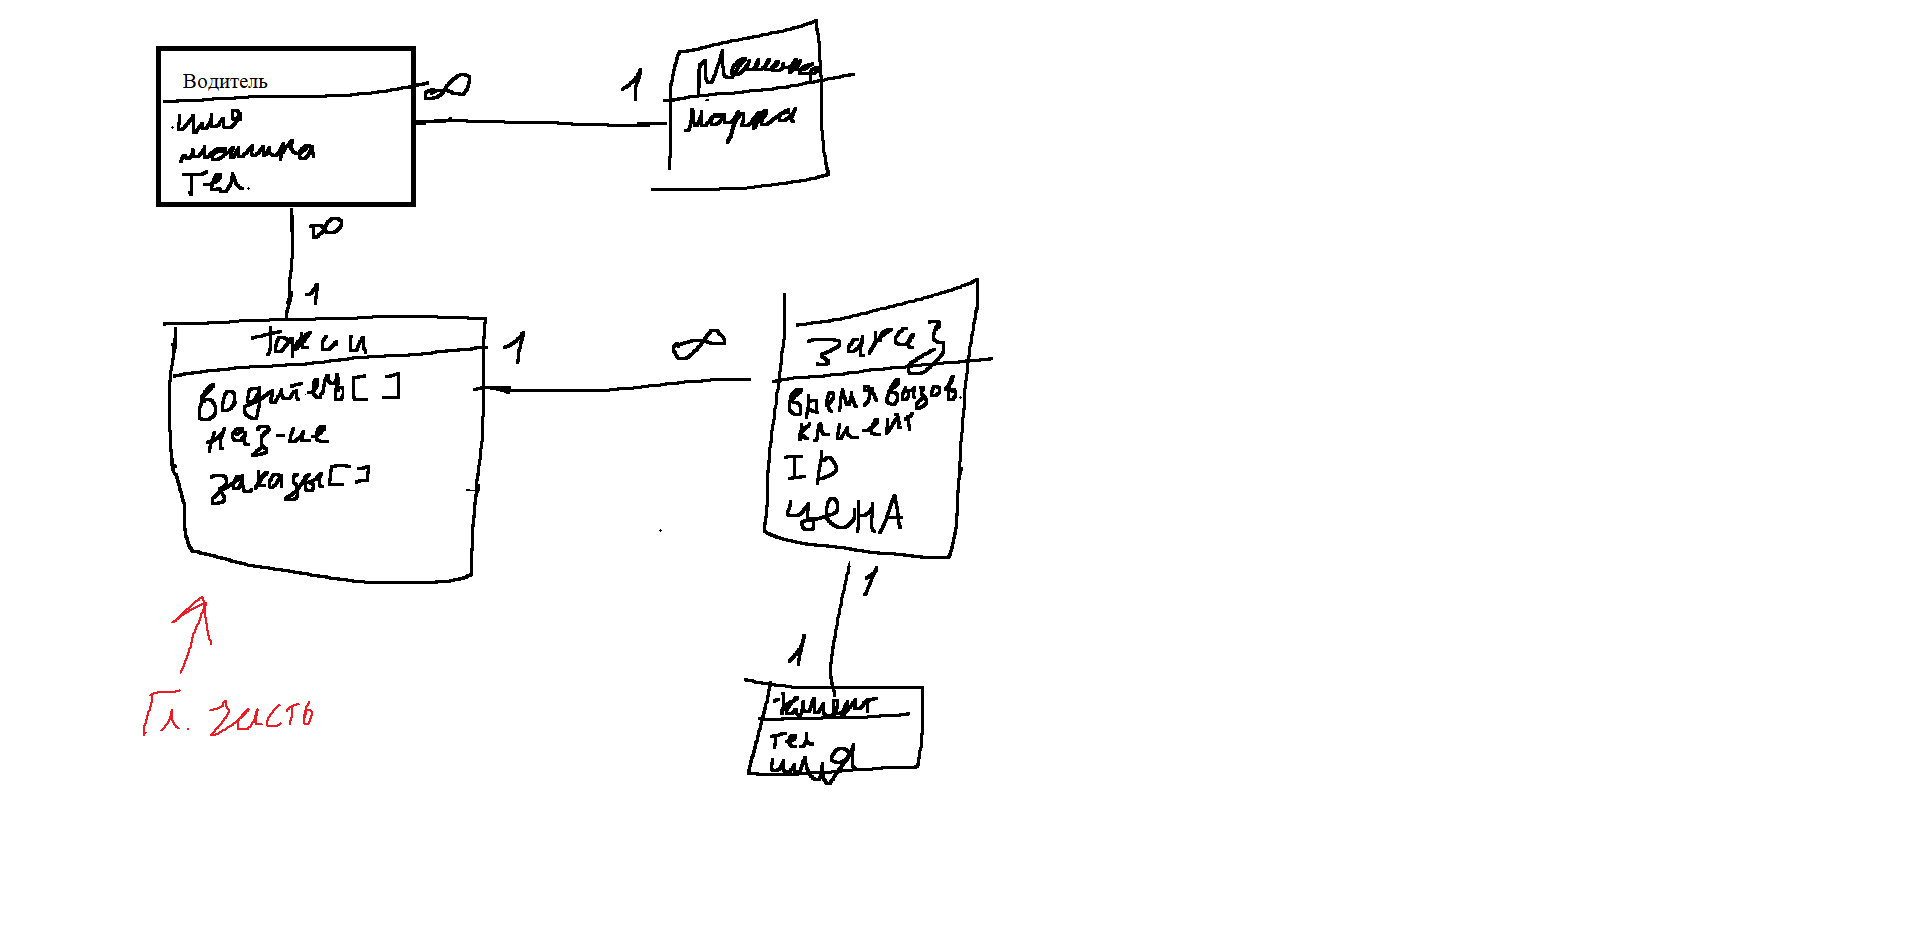 Водитель
имя
машина
тел.
∞
1
Машина
марка
∞
1
Такси
водитель[]
наз-ие
заказы[]
1
∞
Заказ
время вызов.
клиент
ID
ЦЕНА
1
1
Клиент
тел
имя
Гл. часть